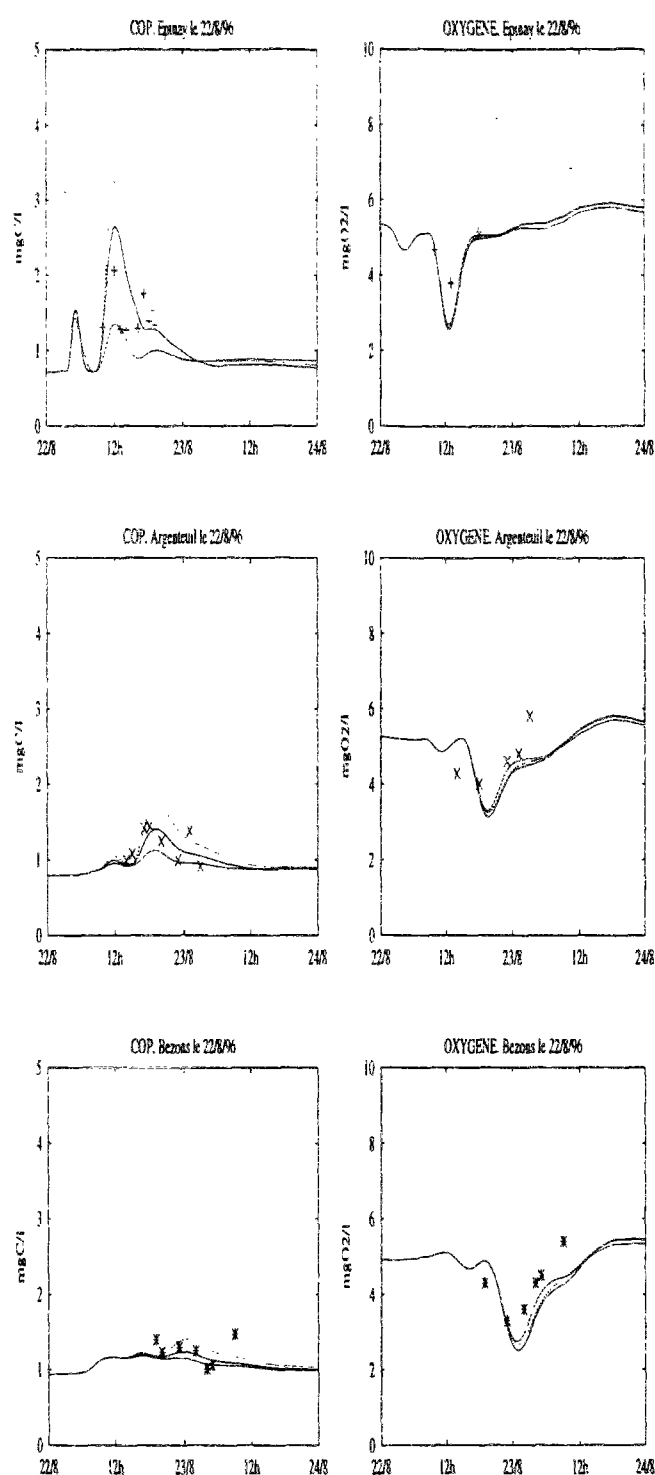 COP. Epinay le 22/8/96
5
4
3
2
1
0
mgC/l
22/8 12h 23/8 12h 24/8
OXYGENE. Epinay le 22/8/96
10
8
6
4
2
0
mgO2/l
22/8 12h 23/8 12h 24/8
COP. Argenteuil le 22/8/96
5
4
3
2
1
0
mgC/l
22/8 12h 23/8 12h 24/8
OXYGENE. Argenteuil le 22/8/96
10
8
6
4
2
0
mgO2/l
22/8 12h 23/8 12h 24/8
COP. Bezons le 22/8/96
5
4
3
2
1
0
mgC/l
22/8 12h 23/8 12h 24/8
OXYGENE. Bezons le 22/8/96
10
8
6
4
2
0
mgO2/l
22/8 12h 23/8 12h 24/8